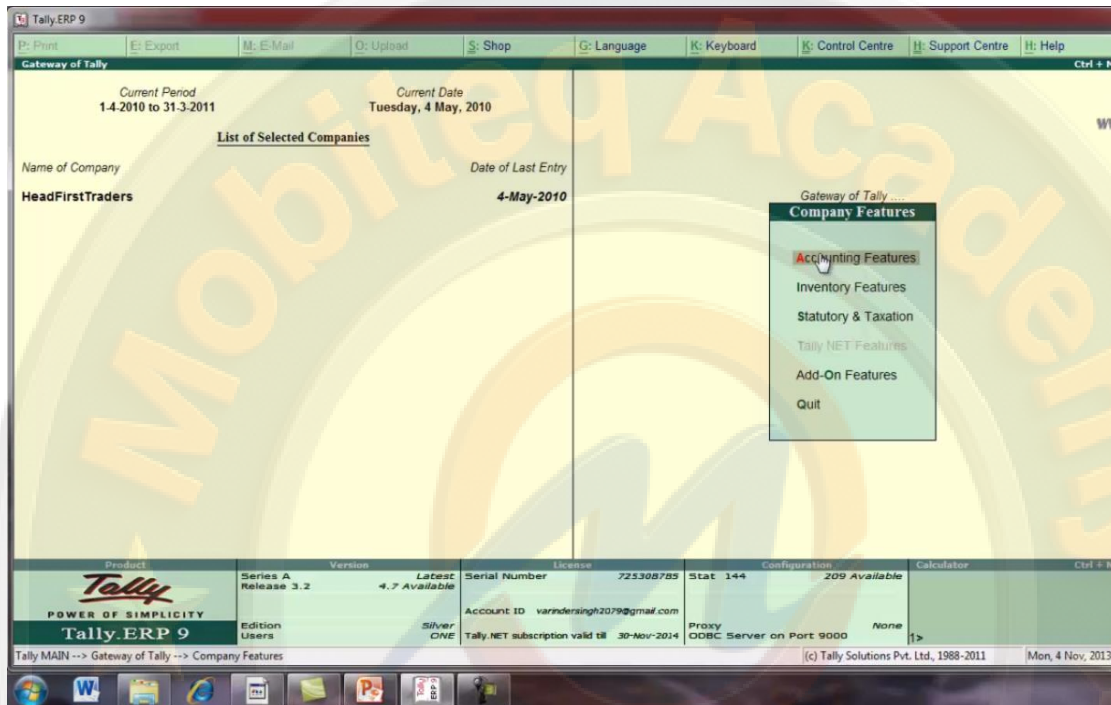 Tally.ERP 9
P: Print E: Export M: E-Mail O: Upload S: Shop G: Language K: Keyboard K: Control Centre H: Support Centre H: Help
Gateway of Tally Ctrl +
Current Period Current Date
1-4-2010 to 31-3-2011 Tuesday, 4 May, 2010
List of Selected Companies
Name of Company Date of Last Entry
HeadFirstTraders 4-May-2010
Gateway of Tally ....
Company Features
Accounting Features
Inventory Features
Statutory & Taxation
Tally NET Features
Add-On Features
Quit
Mobiteq Academ
Product Version License Configuration Calculator Ctrl +
Tally
POWER OF SIMPLICITY
Tally.ERP 9
Series A Latest
Release 3.2 4.7 Available
Edition Silver
Users ONE
Serial Number 725308785
Account ID varindersingh2079@gmail.com
Tally.NET subscription valid till 30-Nov-2014
Stat 144 209 Available
Proxy None
ODBC Server on Port 9000
1>
Tally MAIN --> Gateway of Tally --> Company Features (c) Tally Solutions Pvt. Ltd., 1988-2011 Mon, 4 Nov, 2013